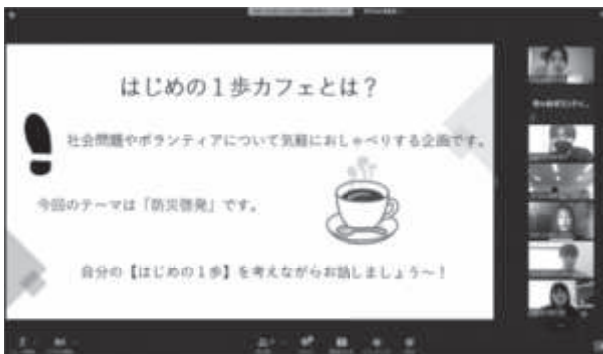 はじめの1歩カフェとは？
社会問題やボランティアについて気軽におしゃべりする企画です。
今回のテーマは「防災啓発」です。
自分の【はじめの1歩】を考えながらお話しましょう〜！